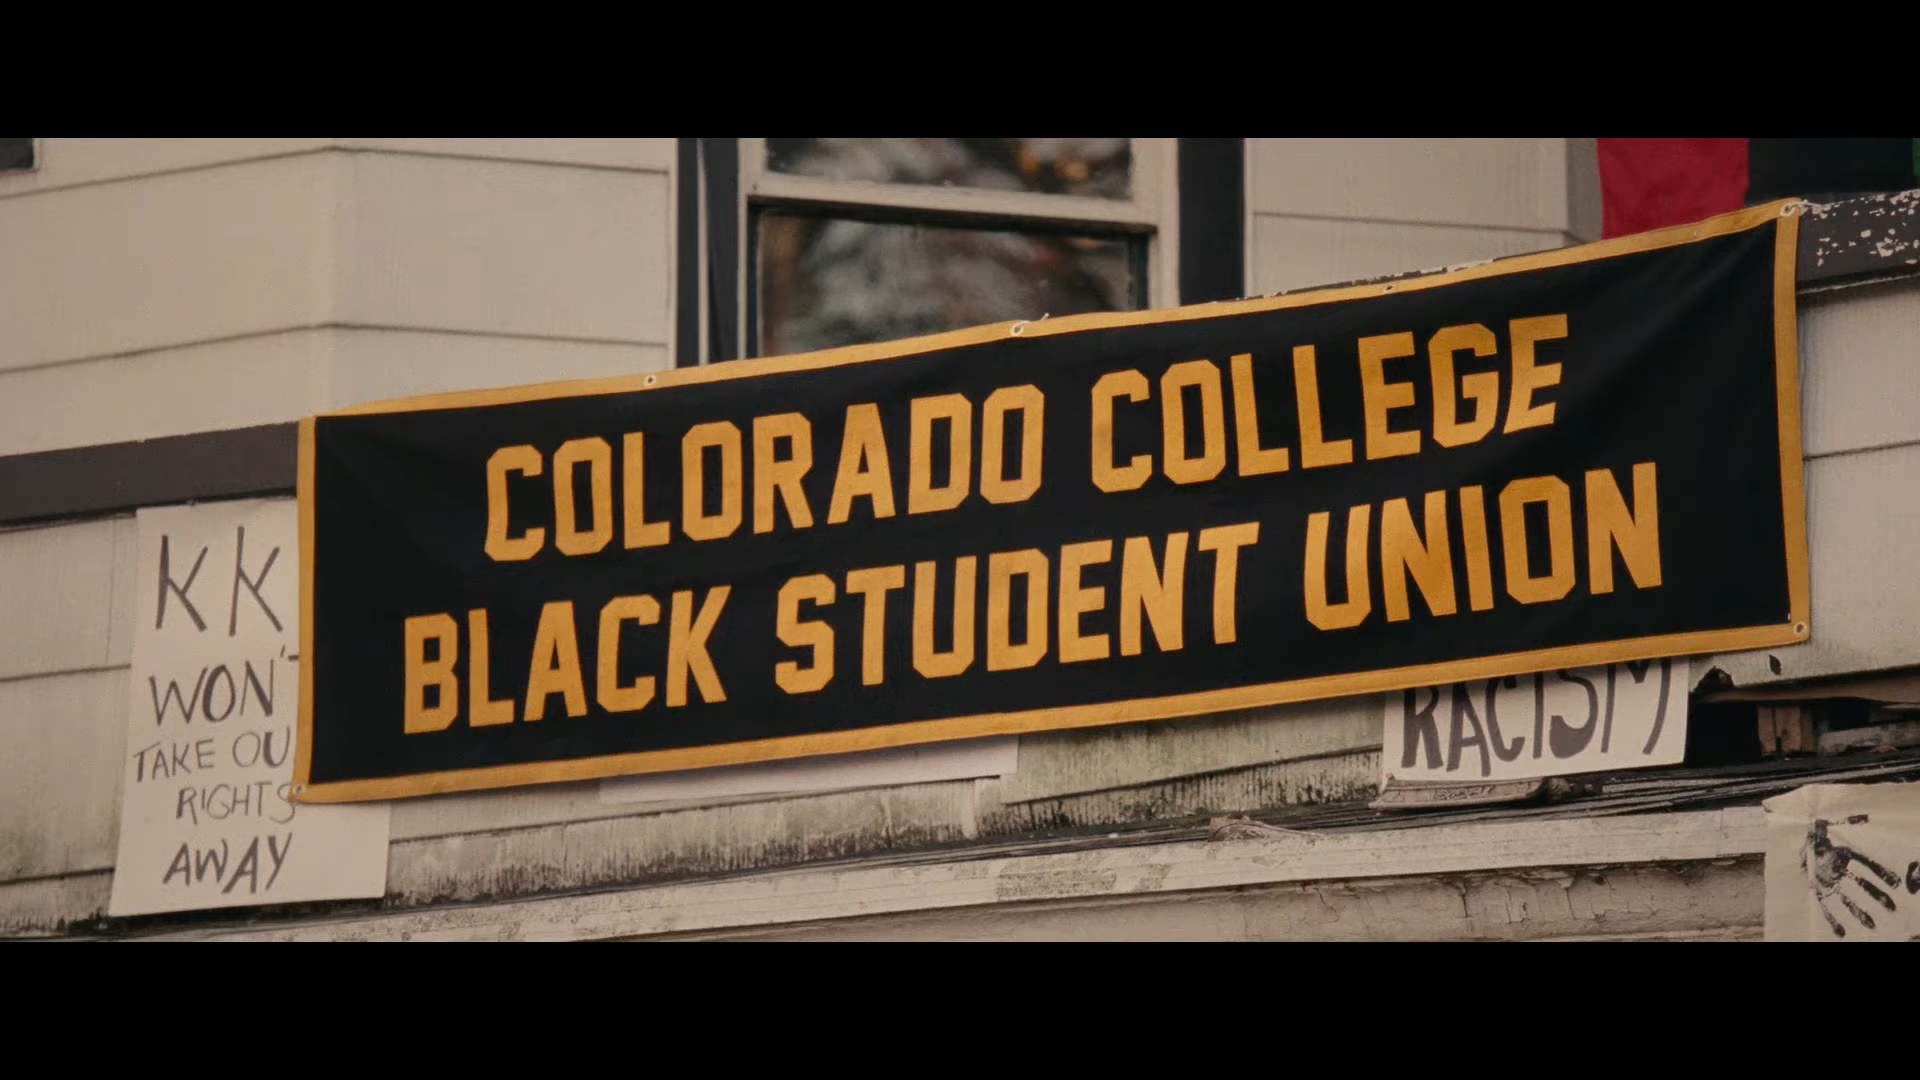 COLORADO COLLEGE
BLACK STUDENT UNION
KK
WON'
TAKE OU
RIGHTS
AWAY
RACISM